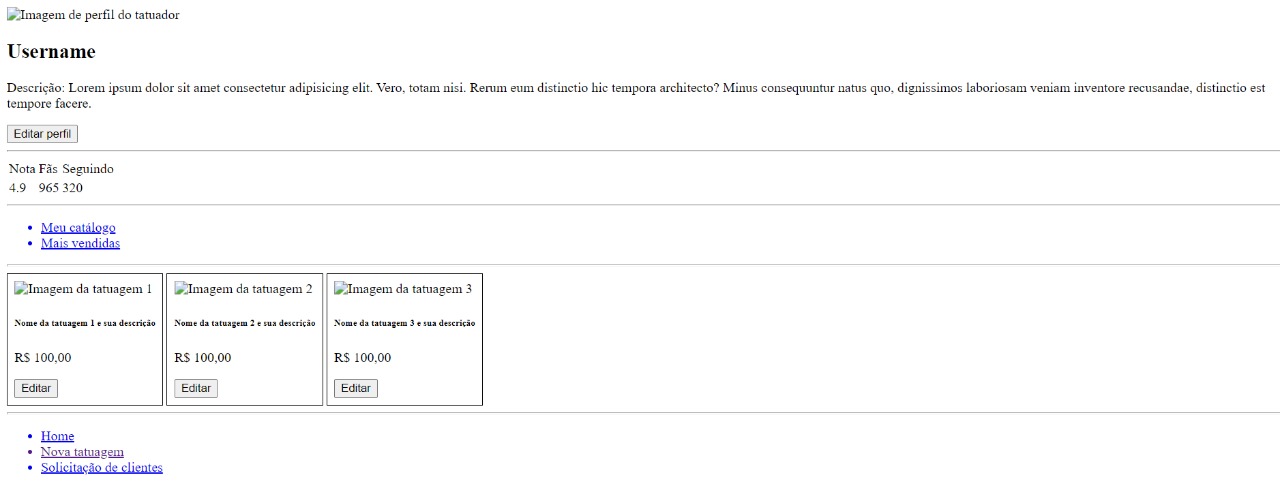 Imagem de perfil do tatuador
Username
Descrição: Lorem ipsum dolor sit amet consectetur adipisicing elit. Vero, totam nisi. Rerum eum distinctio hic tempora architecto? Minus consequuntur natus quo, dignissimos laboriosam veniam inventore recusandae, distinctio est
tempore facere.
Editar perfil
Nota Fãs Seguindo
4.9 965 320
Meu catálogo
Mais vendidas
Imagem da tatuagem 1 Imagem da tatuagem 2 Imagem da tatuagem 3
Nome da tatuagem 1 e sua descrição Nome da tatuagem 2 e sua descrição Nome da tatuagem 3 e sua descrição
R$ 100,00 R$ 100,00 R$ 100,00
Editar Editar Editar
Home
Nova tatuagem
Solicitação de clientes